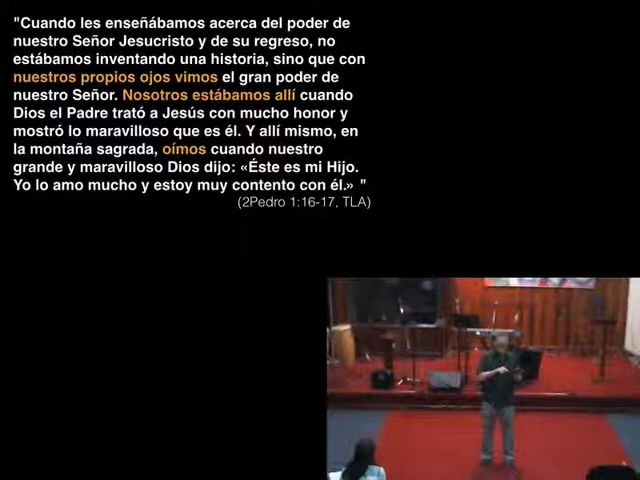 "Cuando les enseñábamos acerca del poder de
nuestro Señor Jesucristo y de su regreso, no
estábamos inventando una historia, sino que con
nuestros propios ojos vimos el gran poder de
nuestro Señor. Nosotros estábamos allí cuando
Dios el Padre trató a Jesús con mucho honor y
mostró lo maravilloso que es él. Y allí mismo, en
la montaña sagrada, oímos cuando nuestro
grande y maravilloso Dios dijo: «Éste es mi Hijo.
Yo lo amo mucho y estoy muy contento con él.» "
(2Pedro 1:16-17, TLA)